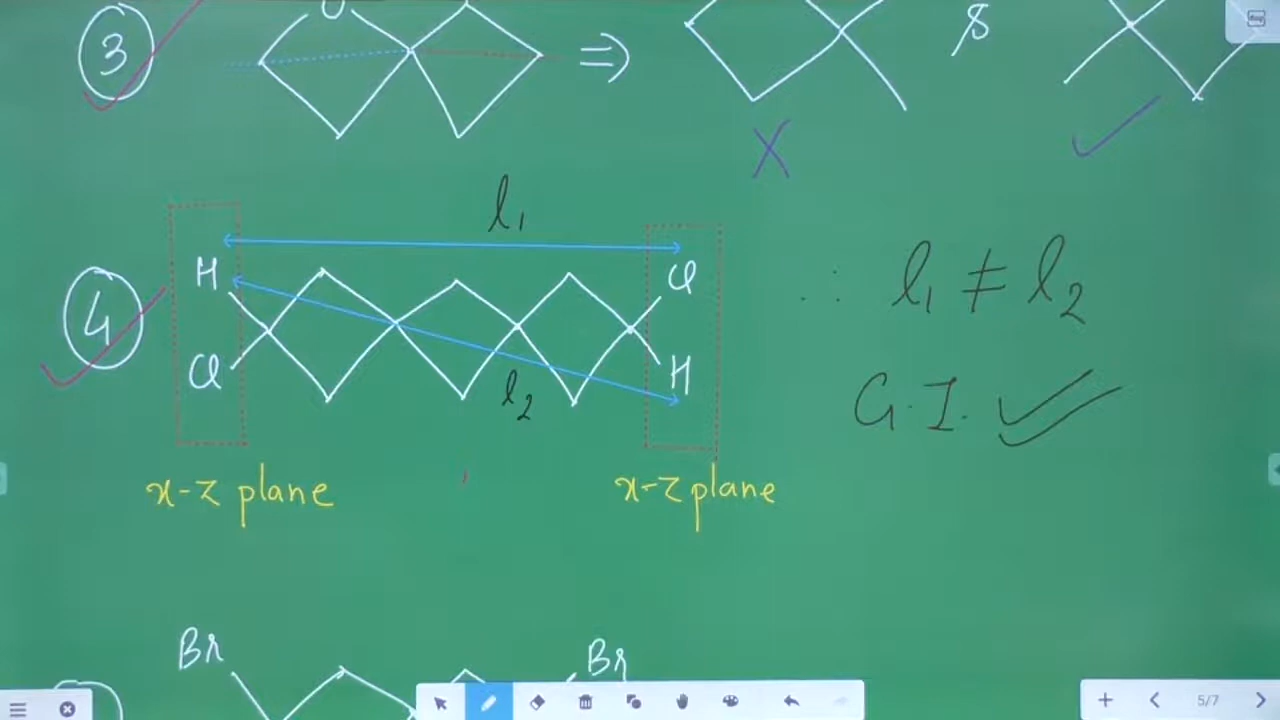 3
O
⇒
$
X
l₁
H
Cl
∴ l₁ ≠ l₂
4
Cl
H
l₂
G.I.
x-z plane
x-z plane
Br
Br
5/7